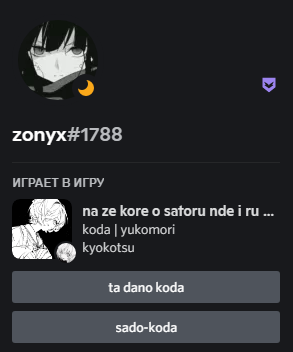 zonyx#1788
ИГРАЕТ В ИГРУ
na ze kore o satoru nde i ru ...
koda | yukomori
kyokotsu
ta dano koda
sado-koda